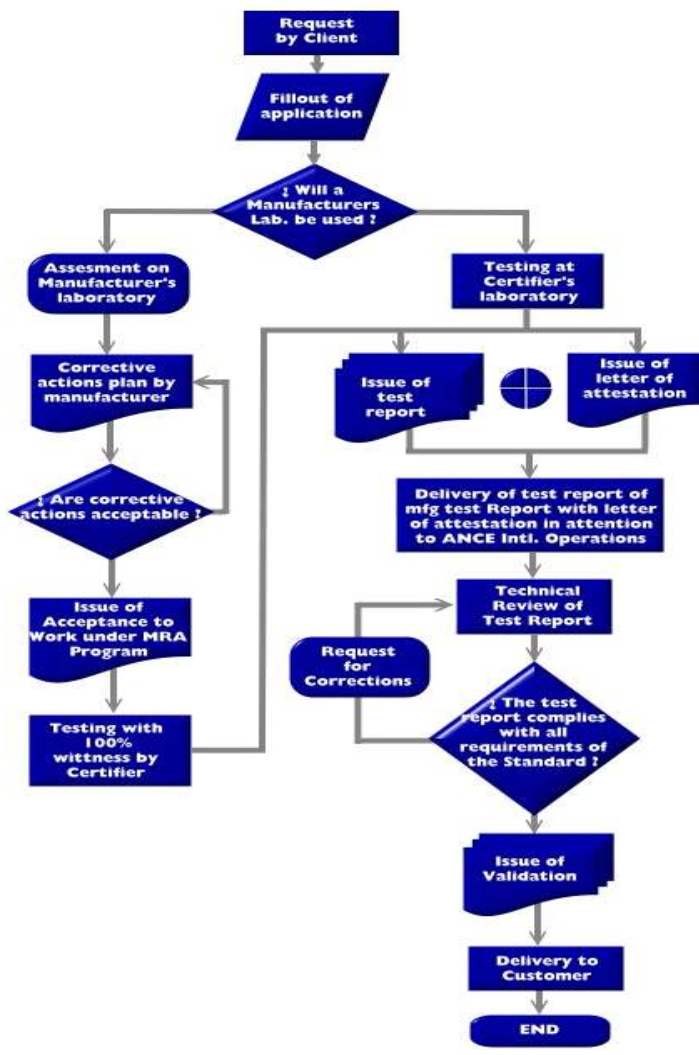 Request
by Client
Fillout of
application
¿ Will a
Manufacturers
Lab. be used ?
Assesment on
Manufacturer's
laboratory
Corrective
actions plan by
manufacturer
¿ Are corrective
actions acceptable ?
Issue of
Acceptance to
Work under MRA
Program
Testing with
100%
wittness by
Certifier
Testing at
Certifier's
laboratory
Issue of
test
report
Issue of
letter of
attestation
Delivery of test report of
mfg test Report with letter
of attestation in attention
to ANCE Intl. Operations
Technical
Review of
Test Report
Request
for
Corrections
¿ The test
report complies
with all
requirements of
the Standard ?
Issue of
Validation
Delivery to
Customer
END